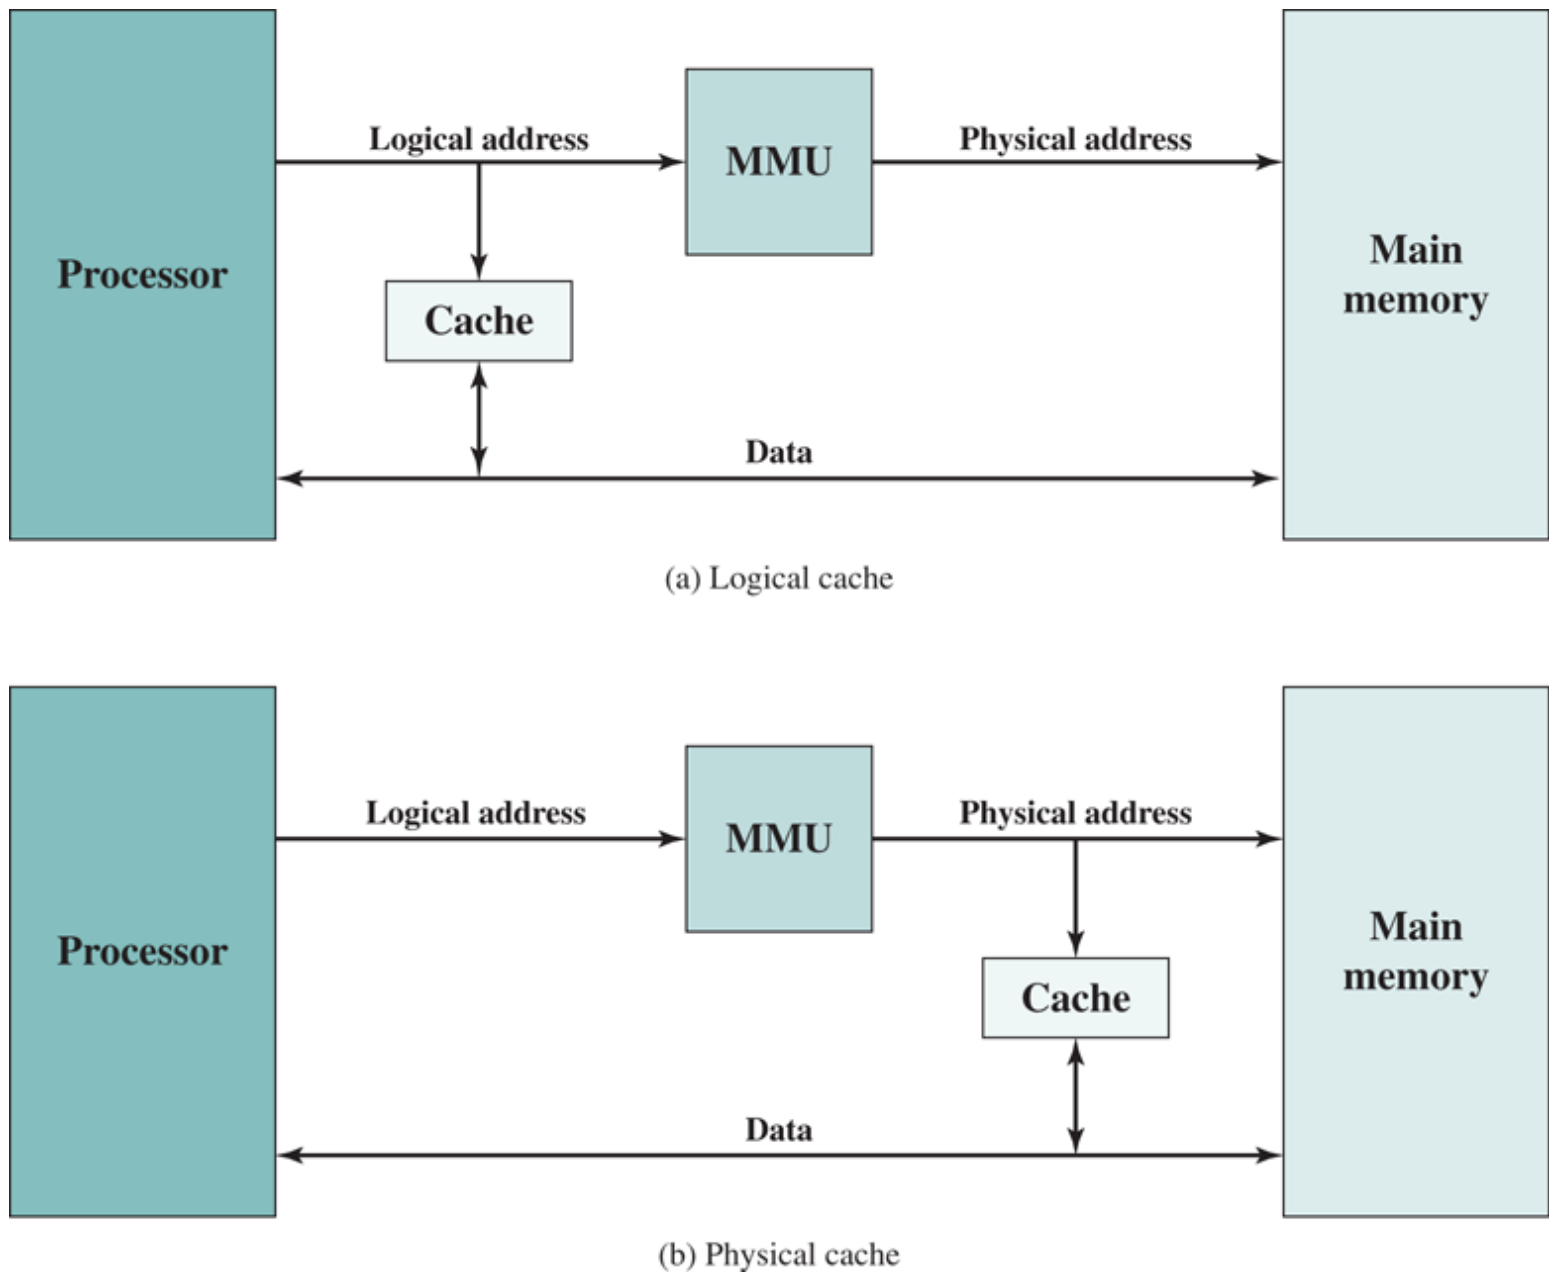 Logical address
MMU
Physical address
Processor
Cache
Main
memory
Data
(a) Logical cache
Logical address
MMU
Physical address
Processor
Cache
Main
memory
Data
(b) Physical cache